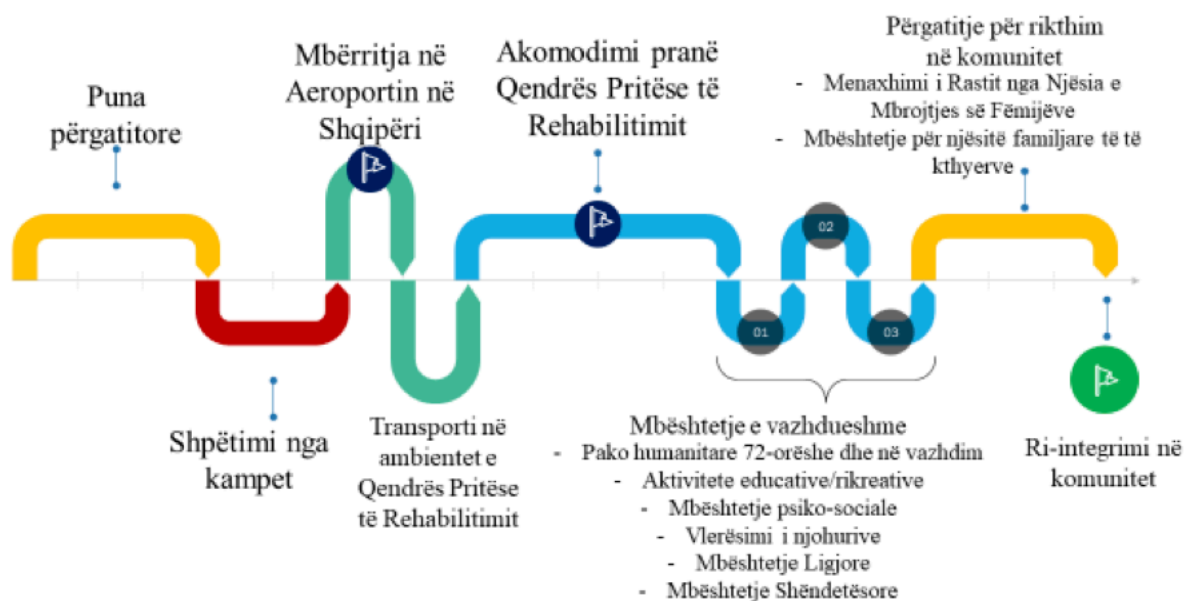 Puna
përgatitore
Shpëtimi nga
kampet
Mbërritja në
Aeroportin në
Shqipëri
Transporti në
ambientet e
Qendrës Pritëse
të Rehabilitimit
Akomodimi pranë
Qendrës Pritëse të
Rehabilitimit
01
02
03
Mbështetje e vazhdueshme
- Pako humanitare 72-orëshe dhe në vazhdim
- Aktivitete educative/rikreative
- Mbështetje psiko-sociale
- Vlerësimi i njohurive
- Mbështetje Ligjore
- Mbështetje Shëndetësore
Përgatitje për rikthim
në komunitet
- Menaxhimi i Rastit nga Njësia e
Mbrojtjes së Fëmijëve
- Mbështetje për njësitë familjare të të
kthyerve
Ri-integrimi në
komunitet